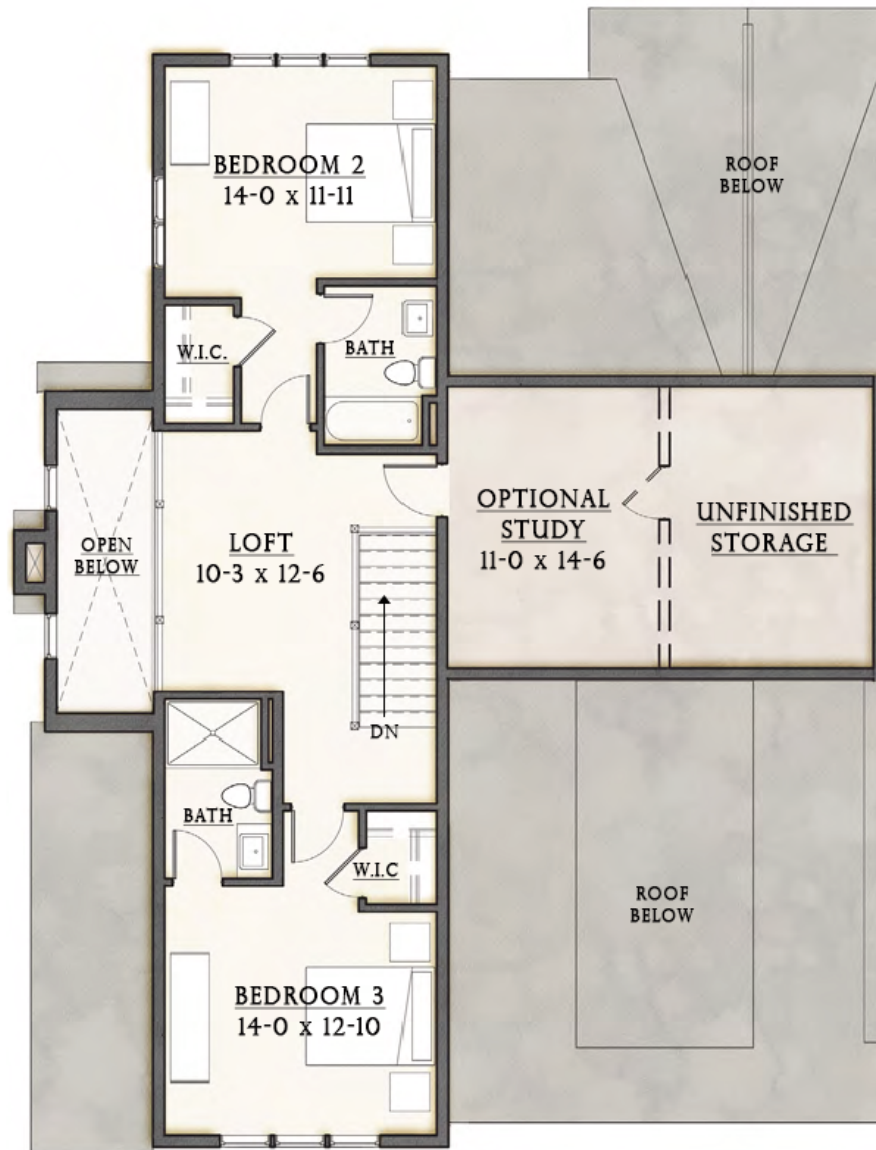 ROOF
BELOW
BEDROOM 2
14-0 x 11-11
W.I.C.
BATH
OPEN
BELOW
LOFT
10-3 x 12-6
OPTIONAL
STUDY
11-0 x 14-6
UNFINISHED
STORAGE
DN
BATH
W.I.C
ROOF
BELOW
BEDROOM 3
14-0 x 12-10